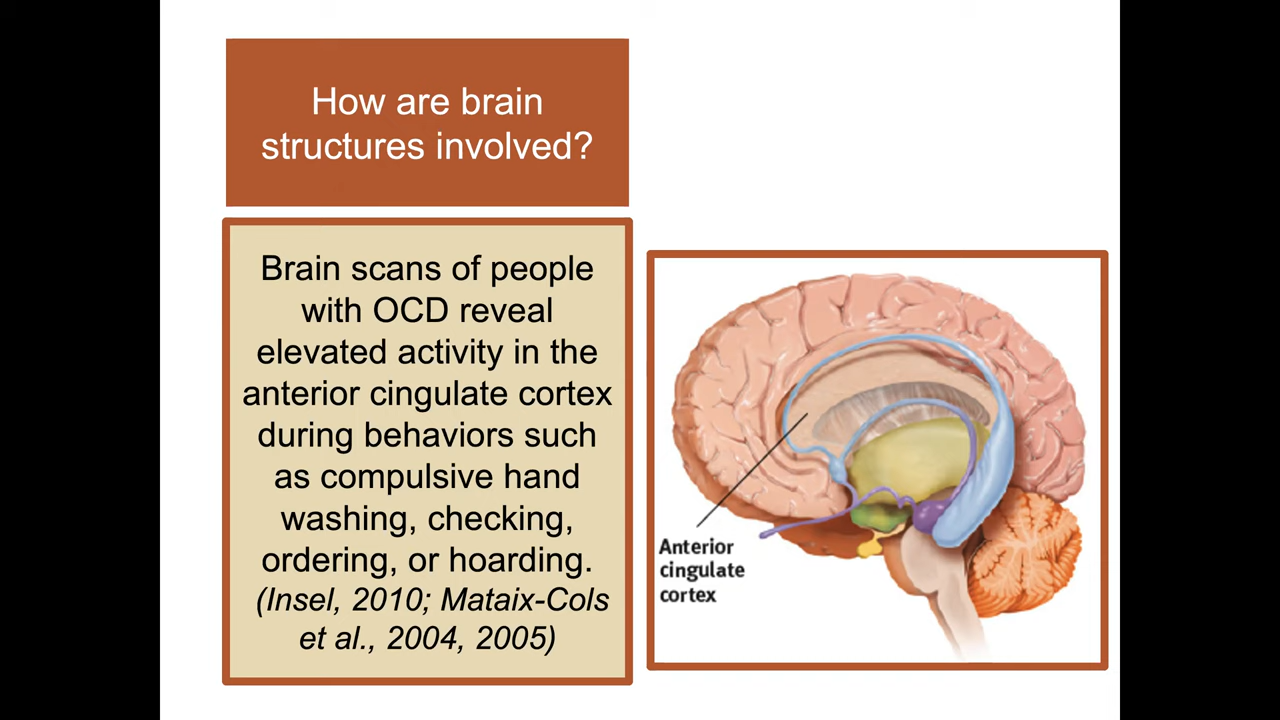 How are brain
structures involved?
Brain scans of people
with OCD reveal
elevated activity in the
anterior cingulate cortex
during behaviors such
as compulsive hand
washing, checking,
ordering, or hoarding.
(Insel, 2010; Mataix-Cols
et al., 2004, 2005)
Anterior
cingulate
cortex